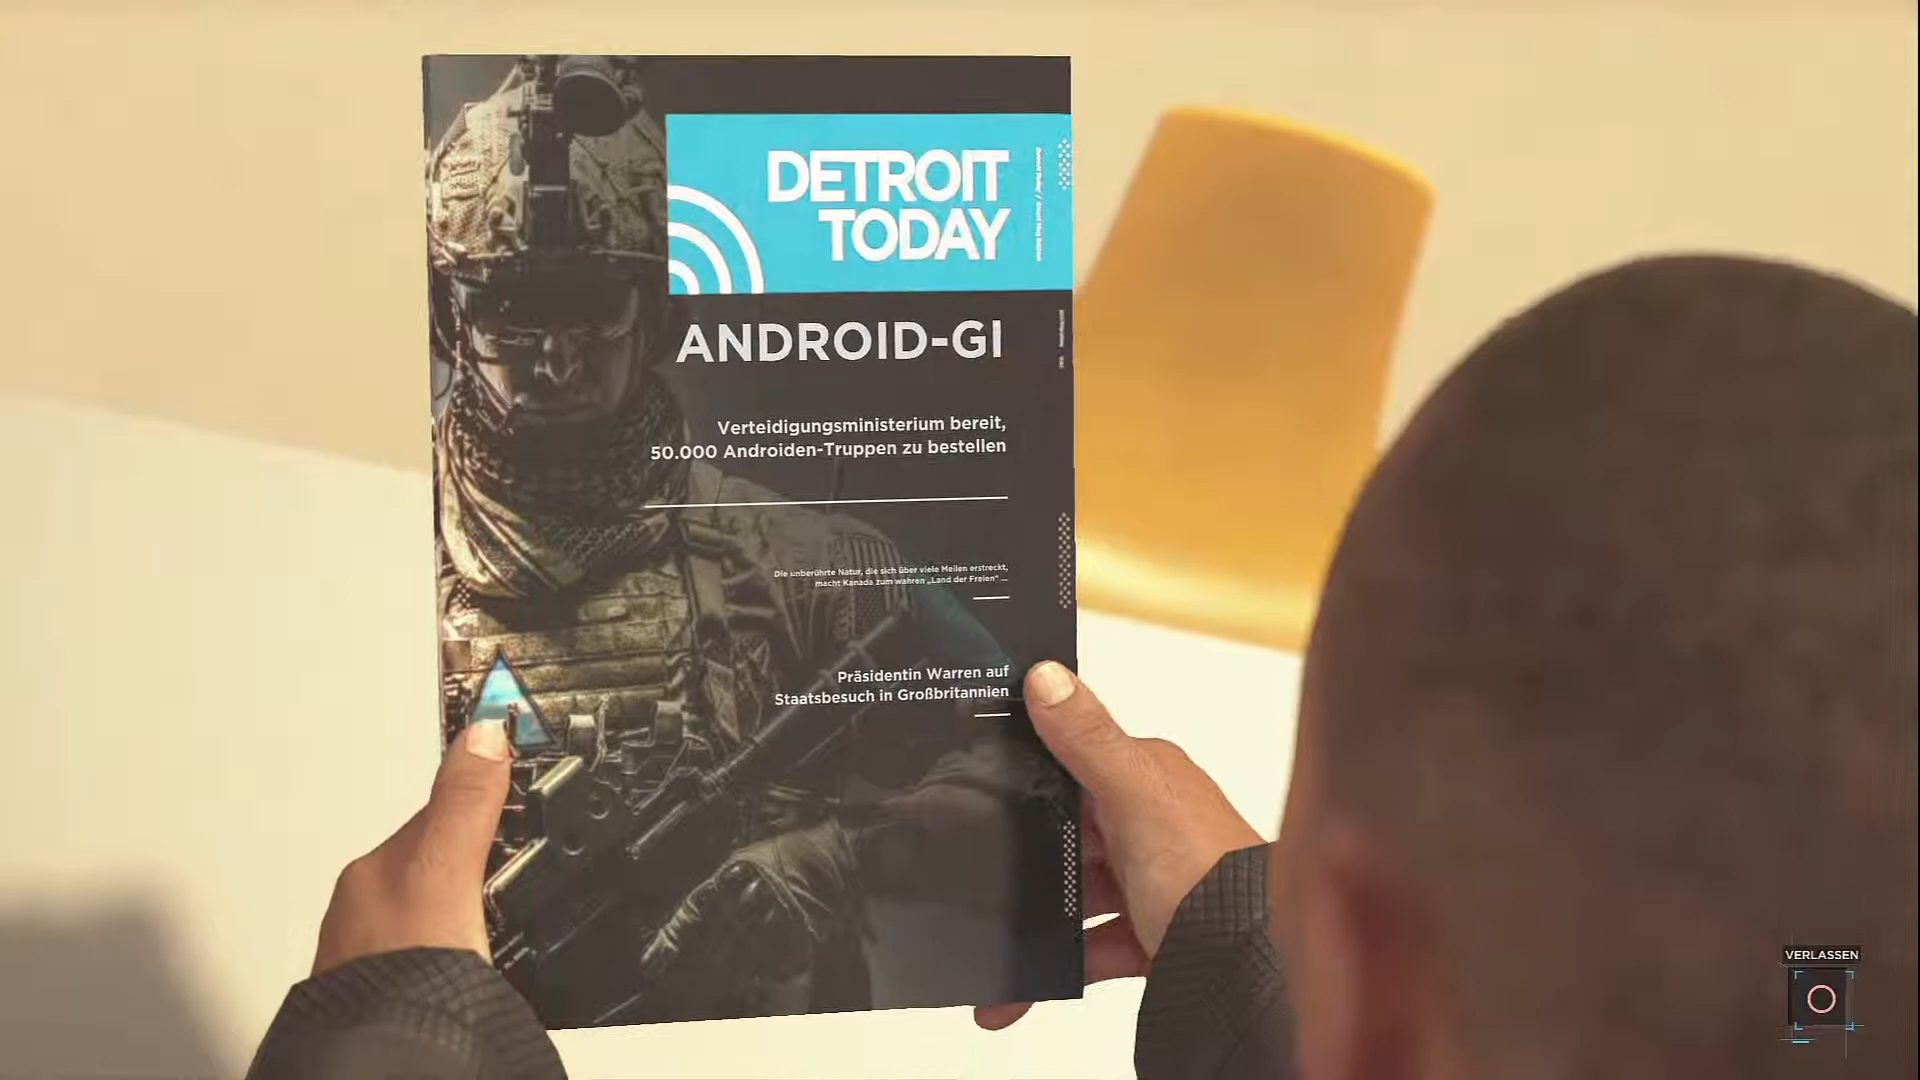 DETROIT
TODAY
ANDROID-GI
Verteidigungsministerium bereit,
50.000 Androiden-Truppen zu bestellen
Die unberührte Natur, die sich über viele Meilen erstreckt,
macht Kanada zum wahren „Land der Freien" —
Präsidentin Warren auf
Staatsbesuch in Großbritannien
VERLASSEN